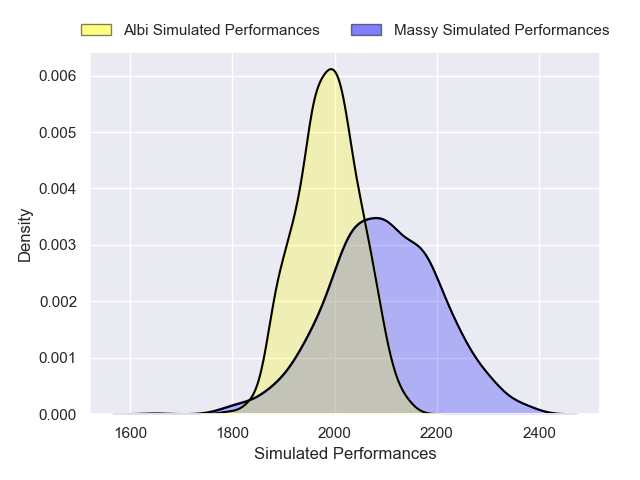 Albi Simulated Performances Massy Simulated Performances
0.006
0.005
0.004
0.003
0.002
0.001
0.000
Density
1600 1800 2000 2200 2400
Simulated Performances